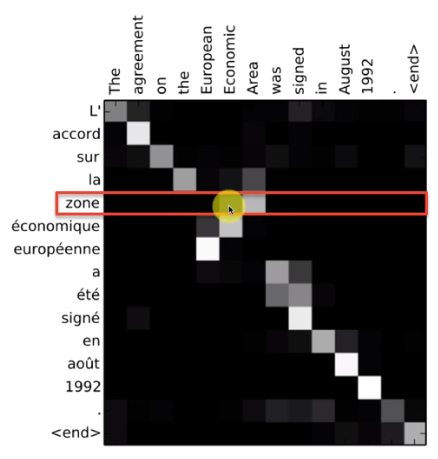 The
agreement
on
the
European
Economic
Area
was
signed
in
August
1992
.
<end>
L'
accord
sur
la
zone
économique
européenne
a
été
signé
en
août
1992
.
<end>